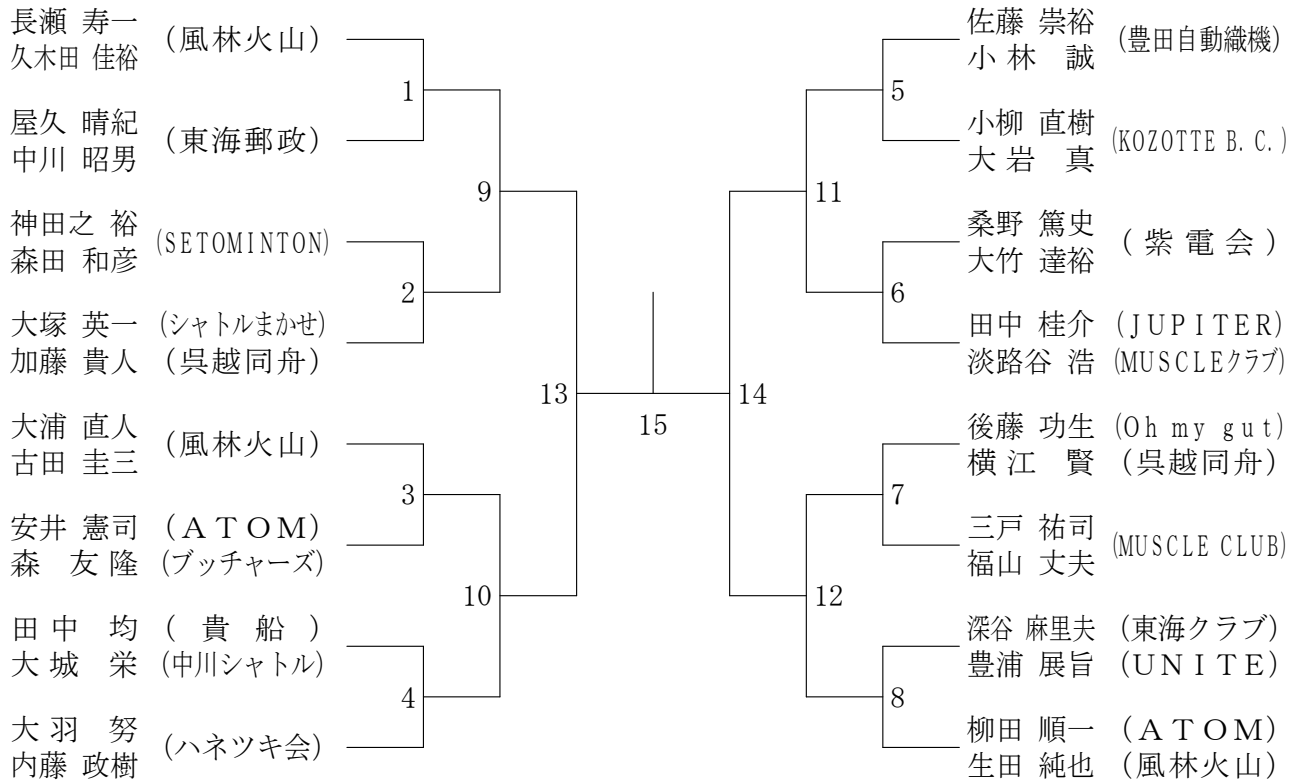 長瀬 寿一
久木田 佳裕
(風林火山)
1
屋久 晴紀
中川 昭男
(東海郵政)
9
神田之 裕
森田 和彦
(SETOMINTON)
2
大塚 英一 (シャトルまかせ)
加藤 貴人 (呉越同舟)
13
大浦 直人
古田 圭三
(風林火山)
3
安井 憲司 (ATOM)
森 友隆 (ブッチャーズ)
10
田中 均 (貴船)
大城 栄 (中川シャトル)
4
大羽 努
内藤 政樹
(ハネツキ会)
15
佐藤 崇裕
小林 誠
(豊田自動織機)
5
小柳 直樹
大岩 真
(KOZOTTE B.C.)
11
桑野 篤史
大竹 達裕
(紫電会)
6
田中 桂介 (JUPITER)
淡路谷 浩 (MUSCLEクラブ)
14
後藤 功生 (Oh my gut)
横江 賢 (呉越同舟)
7
三戸 祐司
福山 丈夫
(MUSCLE CLUB)
12
深谷 麻里夫 (東海クラブ)
豊浦 展旨 (UNITE)
8
柳田 順一 (ATOM)
生田 純也 (風林火山)